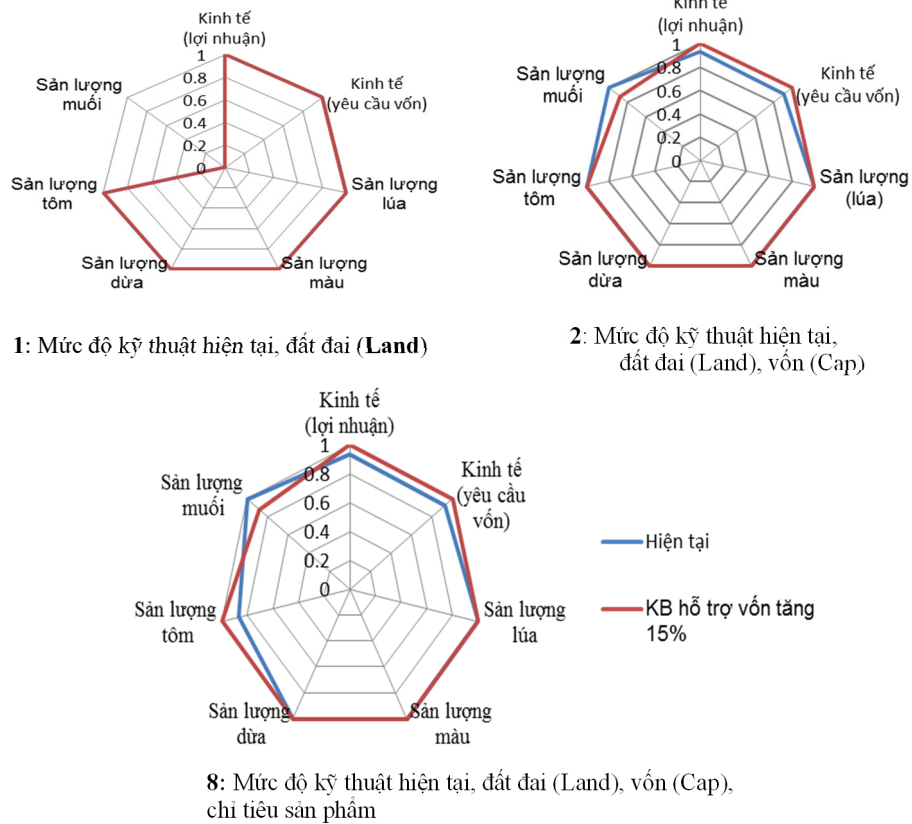 Kinh tế
(lợi nhuận)
1
0.8
0.6
0.4
0.2
0
Kinh tế
(yêu cầu vốn)
Sản lượng
lúa
Sản lượng
màu
Sản lượng
dừa
Sản lượng
tôm
Sản lượng
muối
1: Mức độ kỹ thuật hiện tại, đất đai (Land)
Kinh tế
(lợi nhuận)
1
0.8
0.6
0.4
0.2
0
Kinh tế
(yêu cầu vốn)
Sản lượng
(lúa)
Sản lượng
màu
Sản lượng
dừa
Sản lượng
tôm
Sản lượng
muối
2: Mức độ kỹ thuật hiện tại,
đất đai (Land), vốn (Cap)
Kinh tế
(lợi nhuận)
1
0.8
0.6
0.4
0.2
0
Kinh tế
(yêu cầu
vốn)
Sản lượng
lúa
Sản lượng
màu
Sản lượng
dừa
Sản lượng
tôm
Sản lượng
muối
Hiện tại
KB hỗ trợ vốn tăng
15%
8: Mức độ kỹ thuật hiện tại, đất đai (Land), vốn (Cap),
chỉ tiêu sản phẩm